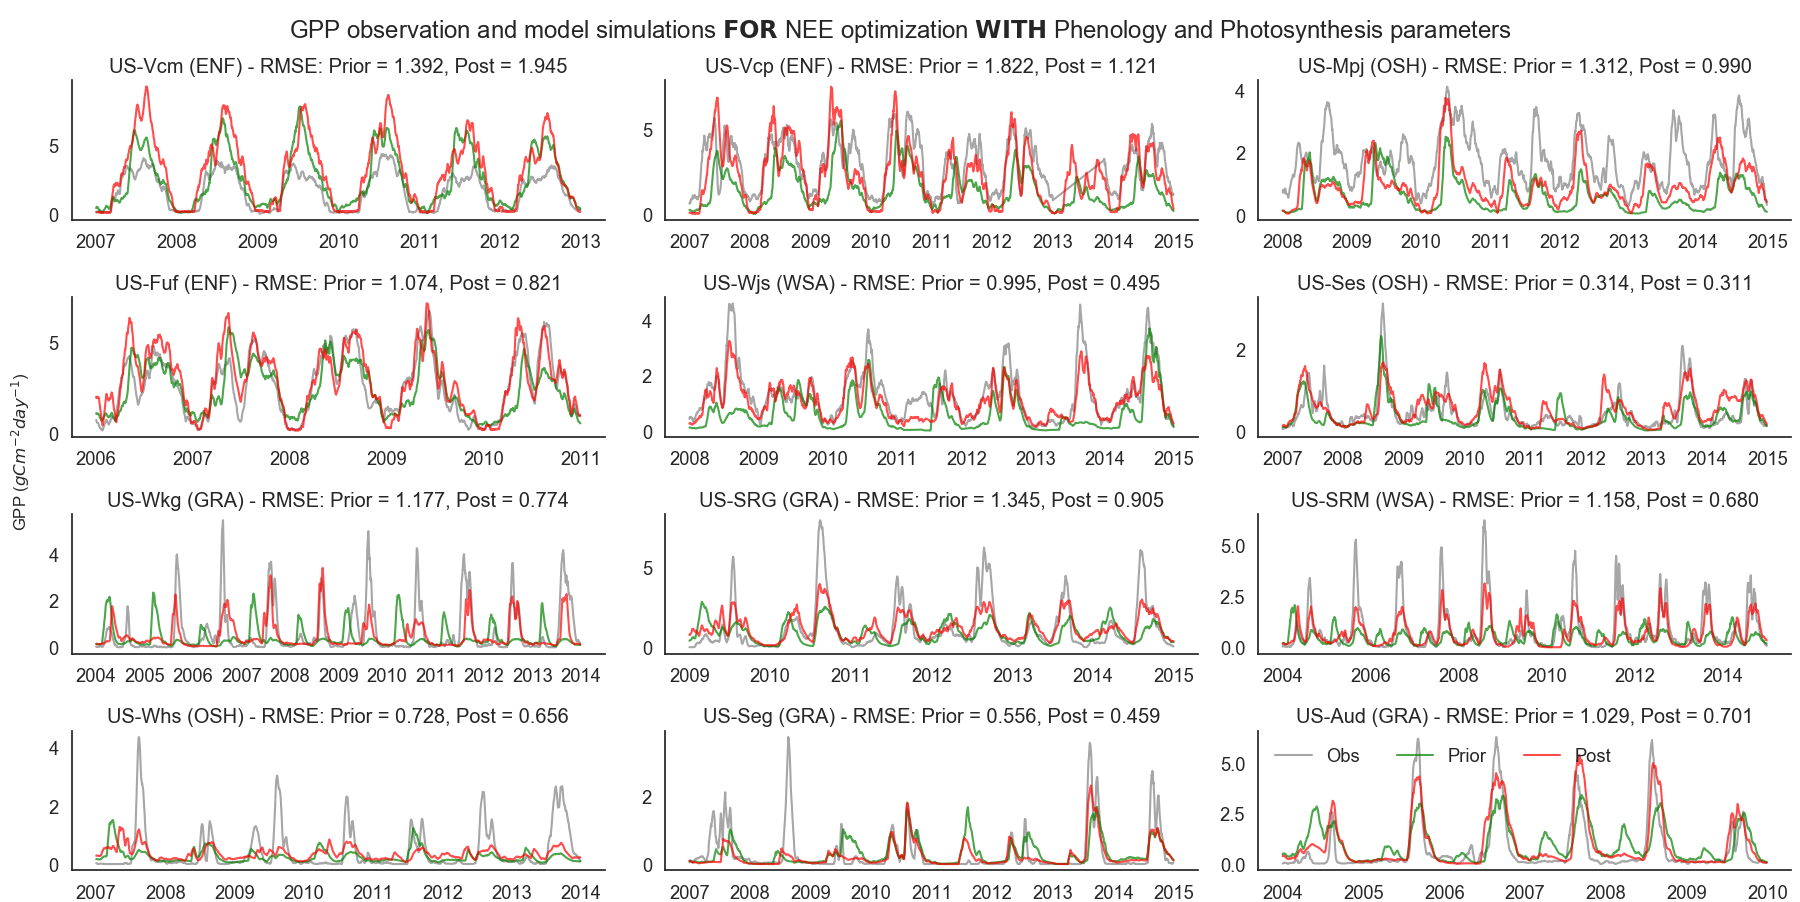 GPP observation and model simulations FOR NEE optimization WITH Phenology and Photosynthesis parameters
US-Vcm (ENF) - RMSE: Prior = 1.392, Post = 1.945
US-Vcp (ENF) - RMSE: Prior = 1.822, Post = 1.121
US-Mpj (OSH) - RMSE: Prior = 1.312, Post = 0.990
5
0
2007 2008 2009 2010 2011 2012 2013
5
0
2007 2008 2009 2010 2011 2012 2013 2014 2015
4
2
0
2008 2009 2010 2011 2012 2013 2014 2015
US-Fuf (ENF) - RMSE: Prior = 1.074, Post = 0.821
US-Wjs (WSA) - RMSE: Prior = 0.995, Post = 0.495
US-Ses (OSH) - RMSE: Prior = 0.314, Post = 0.311
5
0
2006 2007 2008 2009 2010 2011
4
2
0
2008 2009 2010 2011 2012 2013 2014 2015
2
0
2007 2008 2009 2010 2011 2012 2013 2014 2015
GPP (gCm⁻²day⁻¹)
US-Wkg (GRA) - RMSE: Prior = 1.177, Post = 0.774
US-SRG (GRA) - RMSE: Prior = 1.345, Post = 0.905
US-SRM (WSA) - RMSE: Prior = 1.158, Post = 0.680
4
2
0
2004 2005 2006 2007 2008 2009 2010 2011 2012 2013 2014
5
0
2009 2010 2011 2012 2013 2014 2015
5.0
2.5
0.0
2004 2006 2008 2010 2012 2014
US-Whs (OSH) - RMSE: Prior = 0.728, Post = 0.656
US-Seg (GRA) - RMSE: Prior = 0.556, Post = 0.459
US-Aud (GRA) - RMSE: Prior = 1.029, Post = 0.701
4
2
0
2007 2008 2009 2010 2011 2012 2013 2014
2
0
2007 2008 2009 2010 2011 2012 2013 2014 2015
Obs Prior Post
5.0
2.5
0.0
2004 2005 2006 2007 2008 2009 2010